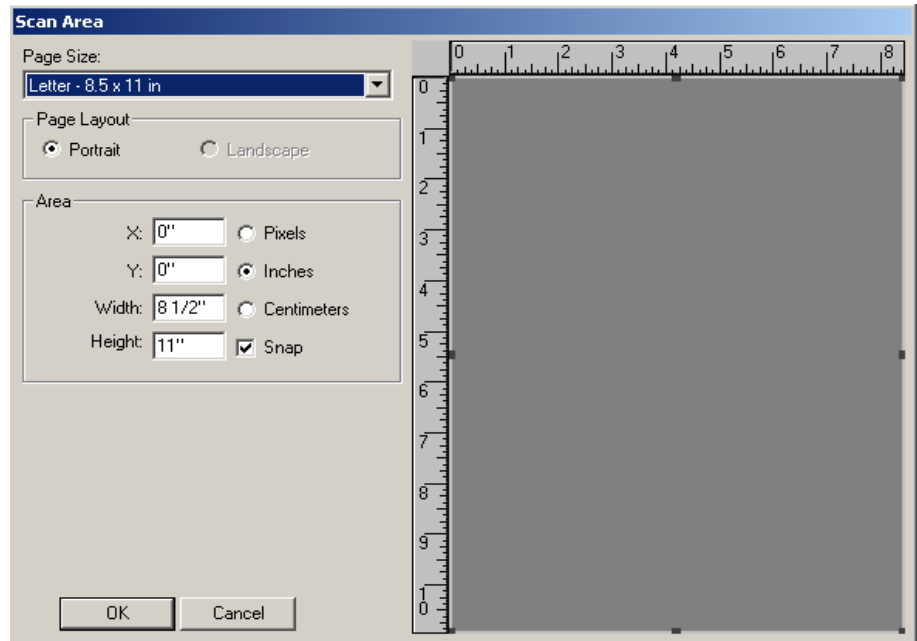 Scan Area
Page Size:
Letter - 8.5 x 11 in
Page Layout
Portrait
Landscape
Area
X: 0"
Pixels
Y: 0"
Inches
Width: 8 1/2"
Centimeters
Height: 11"
Snap
OK
Cancel
0 1 2 3 4 5 6 7 8
0
1
2
3
4
5
6
7
8
9
10